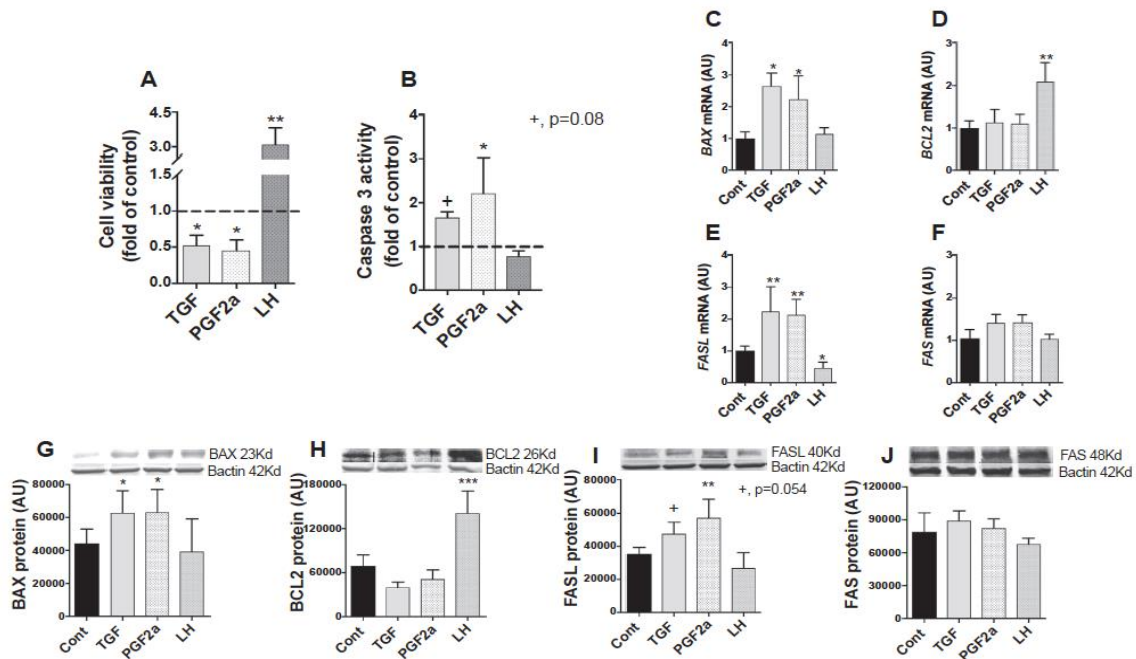 A
Cell viability
(fold of control)
4.5
3.0
1.5
1.0
0.5
0.0
**
*
*
TGF
PGF2a
LH
B
+, p=0.08
Caspase 3 activity
(fold of control)
4
2
1
0
+
*
TGF
PGF2a
LH
C
BAX mRNA (AU)
4
3
2
1
0
*
*
Cont
TGF
PGF2a
LH
D
BCL2 mRNA (AU)
3
2
1
0
**
Cont
TGF
PGF2a
LH
E
FASL mRNA (AU)
4
3
2
1
0
**
**
*
Cont
TGF
PGF2a
LH
F
FAS mRNA (AU)
3
2
1
0
Cont
TGF
PGF2a
LH
G
BAX 23Kd
Bactin 42Kd
BAX protein (AU)
80000
60000
40000
20000
0
*
*
Cont
TGF
PGF2a
LH
H
BCL2 26Kd
Bactin 42Kd
BCL2 protein (AU)
180000
120000
60000
0
***
Cont
TGF
PGF2a
LH
I
FASL 40Kd
Bactin 42Kd
+, p=0.054
FASL protein (AU)
80000
60000
40000
20000
0
+
**
Cont
TGF
PGF2a
LH
J
FAS 48Kd
Bactin 42Kd
FAS protein (AU)
120000
90000
60000
30000
0
Cont
TGF
PGF2a
LH